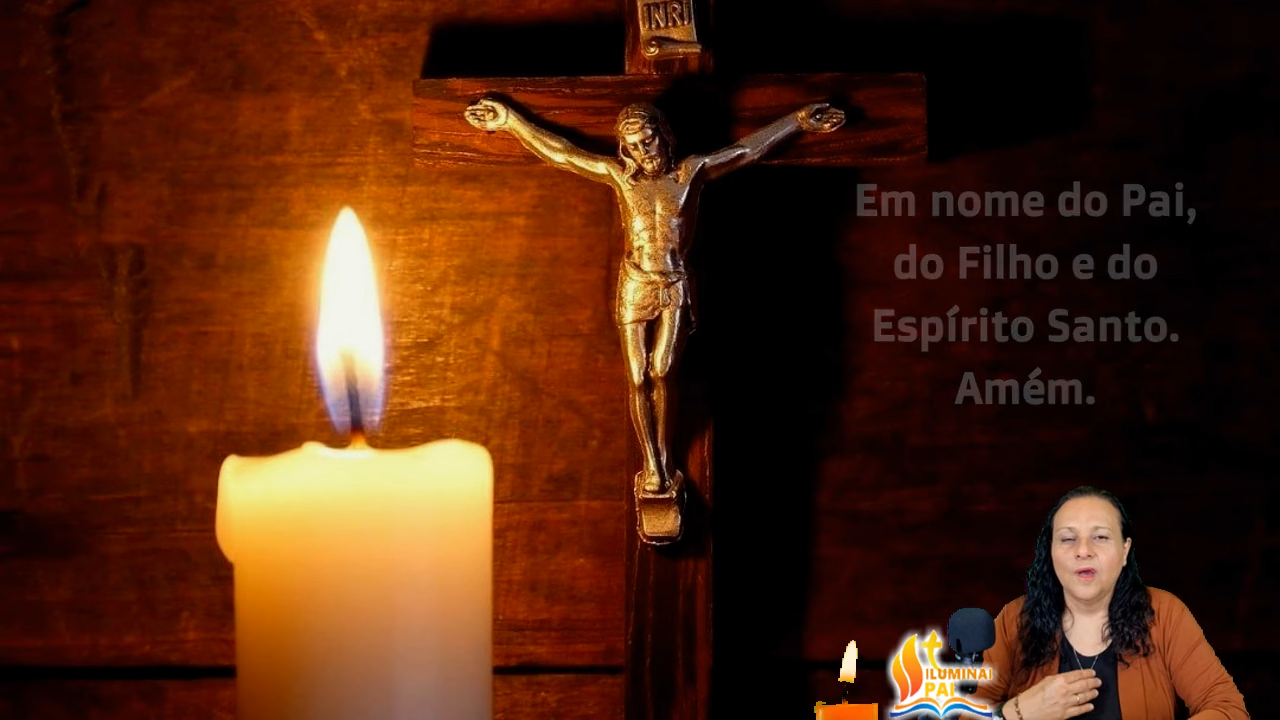 INRI
Em nome do Pai,
do Filho e do
Espírito Santo.
Amém.
ILUMINAI
PAI